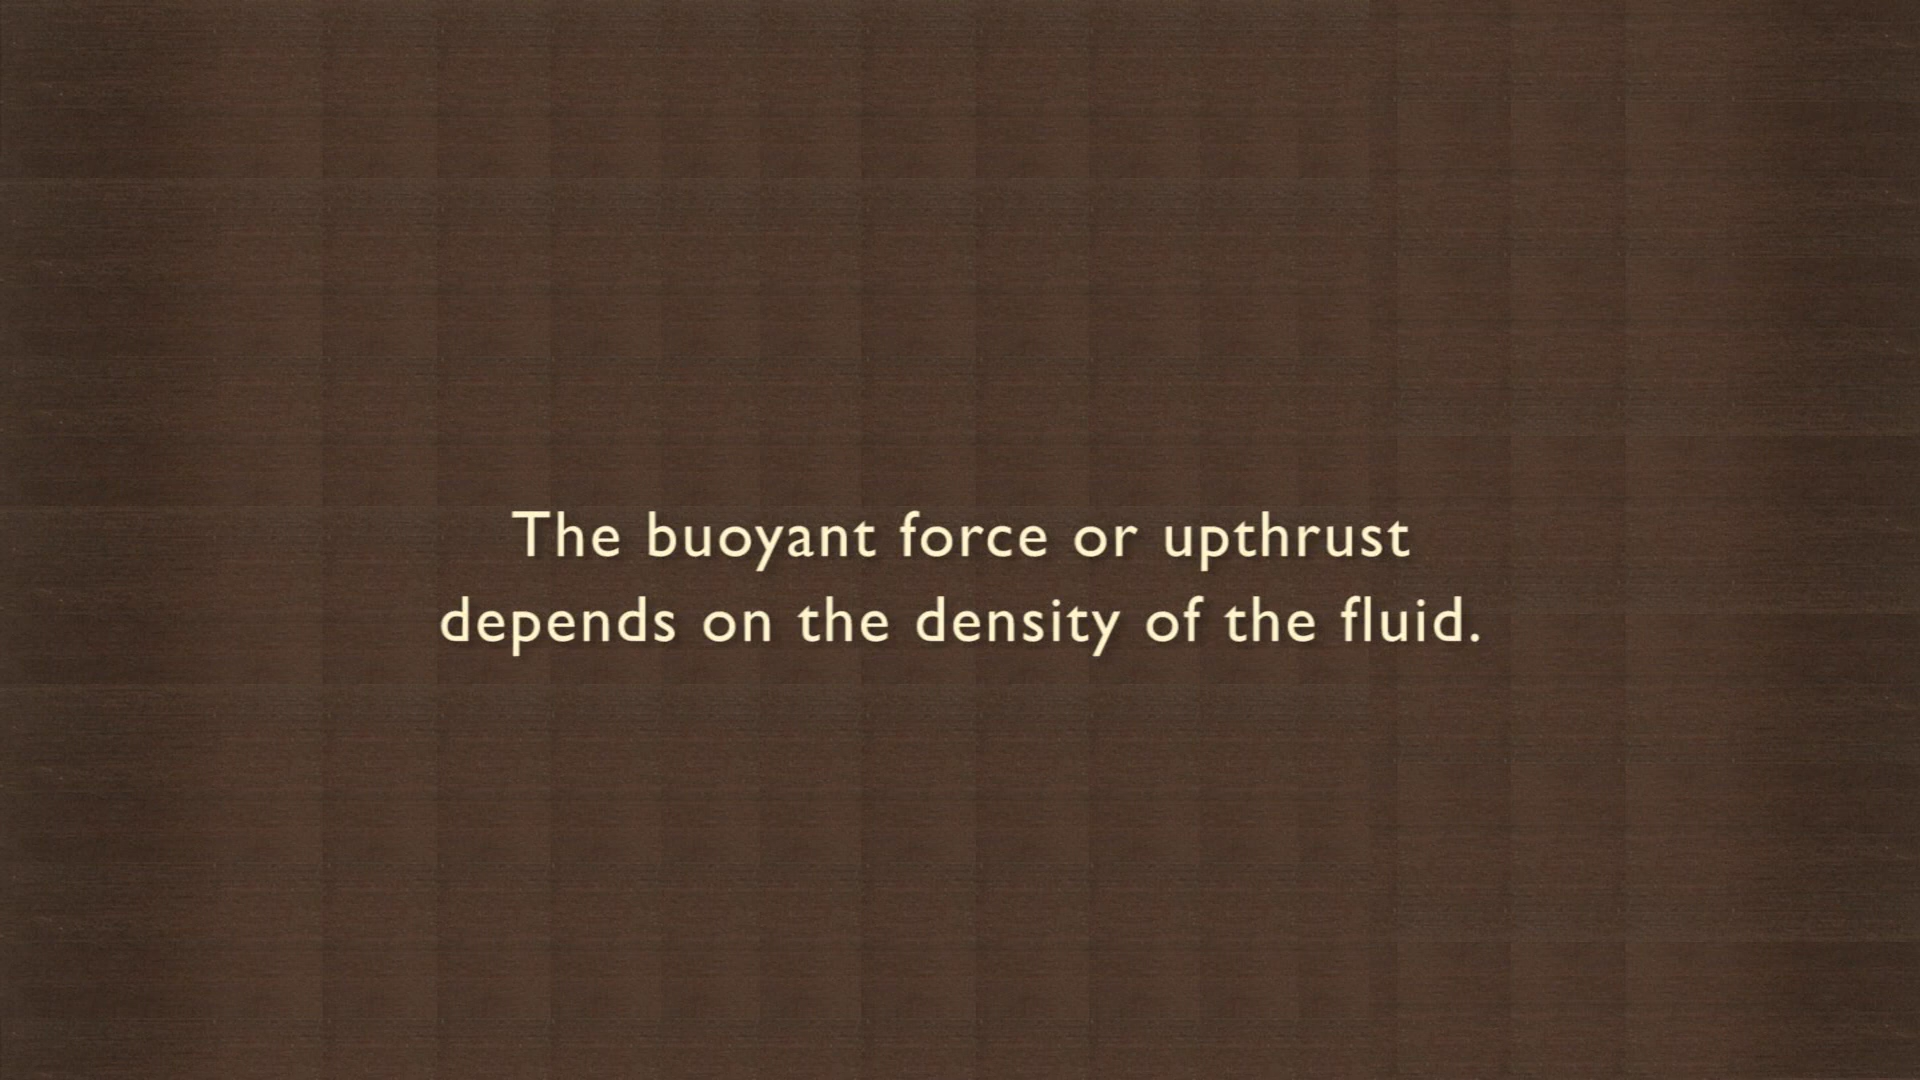 The buoyant force or upthrust
depends on the density of the fluid.